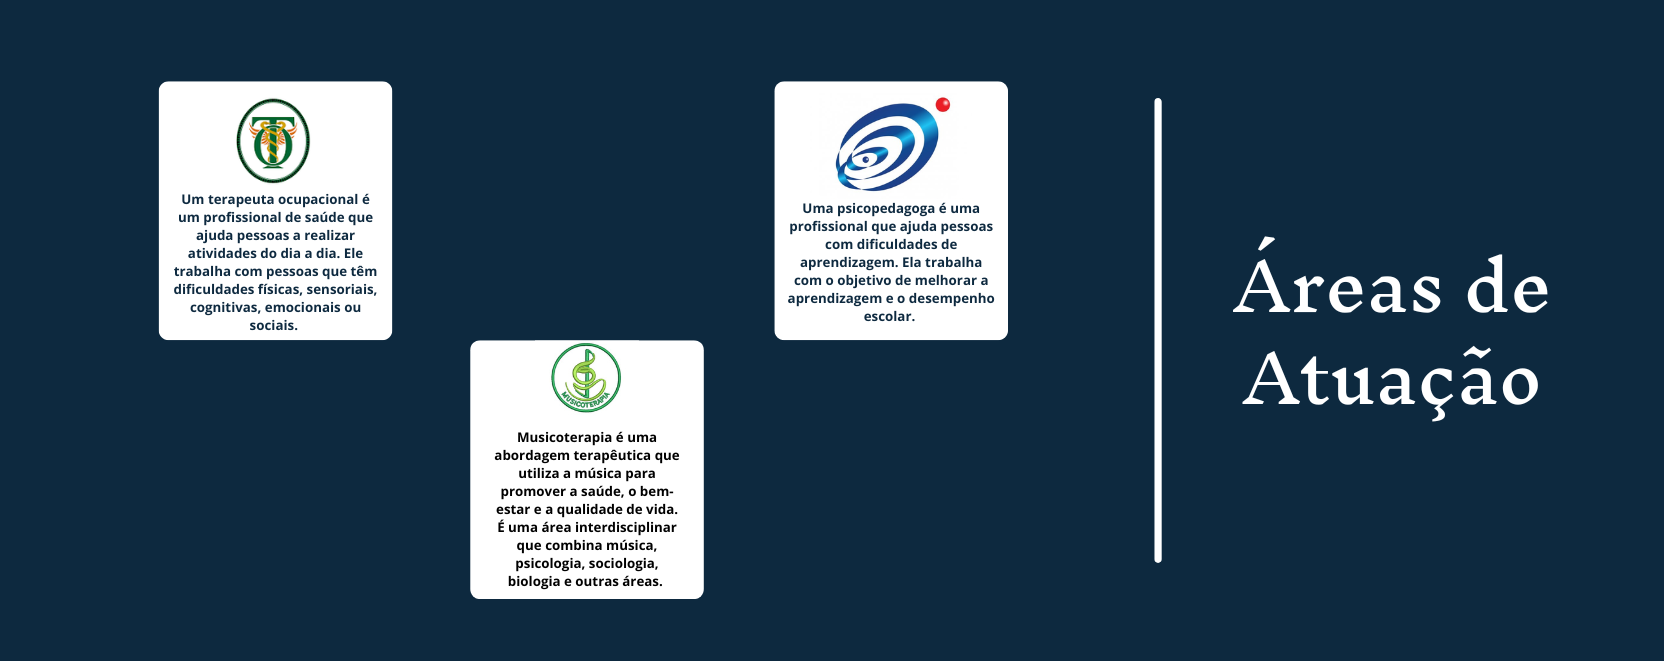 Um terapeuta ocupacional é
um profissional de saúde que
ajuda pessoas a realizar
atividades do dia a dia. Ele
trabalha com pessoas que têm
dificuldades físicas, sensoriais,
cognitivas, emocionais ou
sociais.
MUSICOTERAPIA
Musicoterapia é uma
abordagem terapêutica que
utiliza a música para
promover a saúde, o bem-
estar e a qualidade de vida.
É uma área interdisciplinar
que combina música,
psicologia, sociologia,
biologia e outras áreas.
Uma psicopedagoga é uma
profissional que ajuda pessoas
com dificuldades de
aprendizagem. Ela trabalha
com o objetivo de melhorar a
aprendizagem e o desempenho
escolar.
Áreas de
Atuação